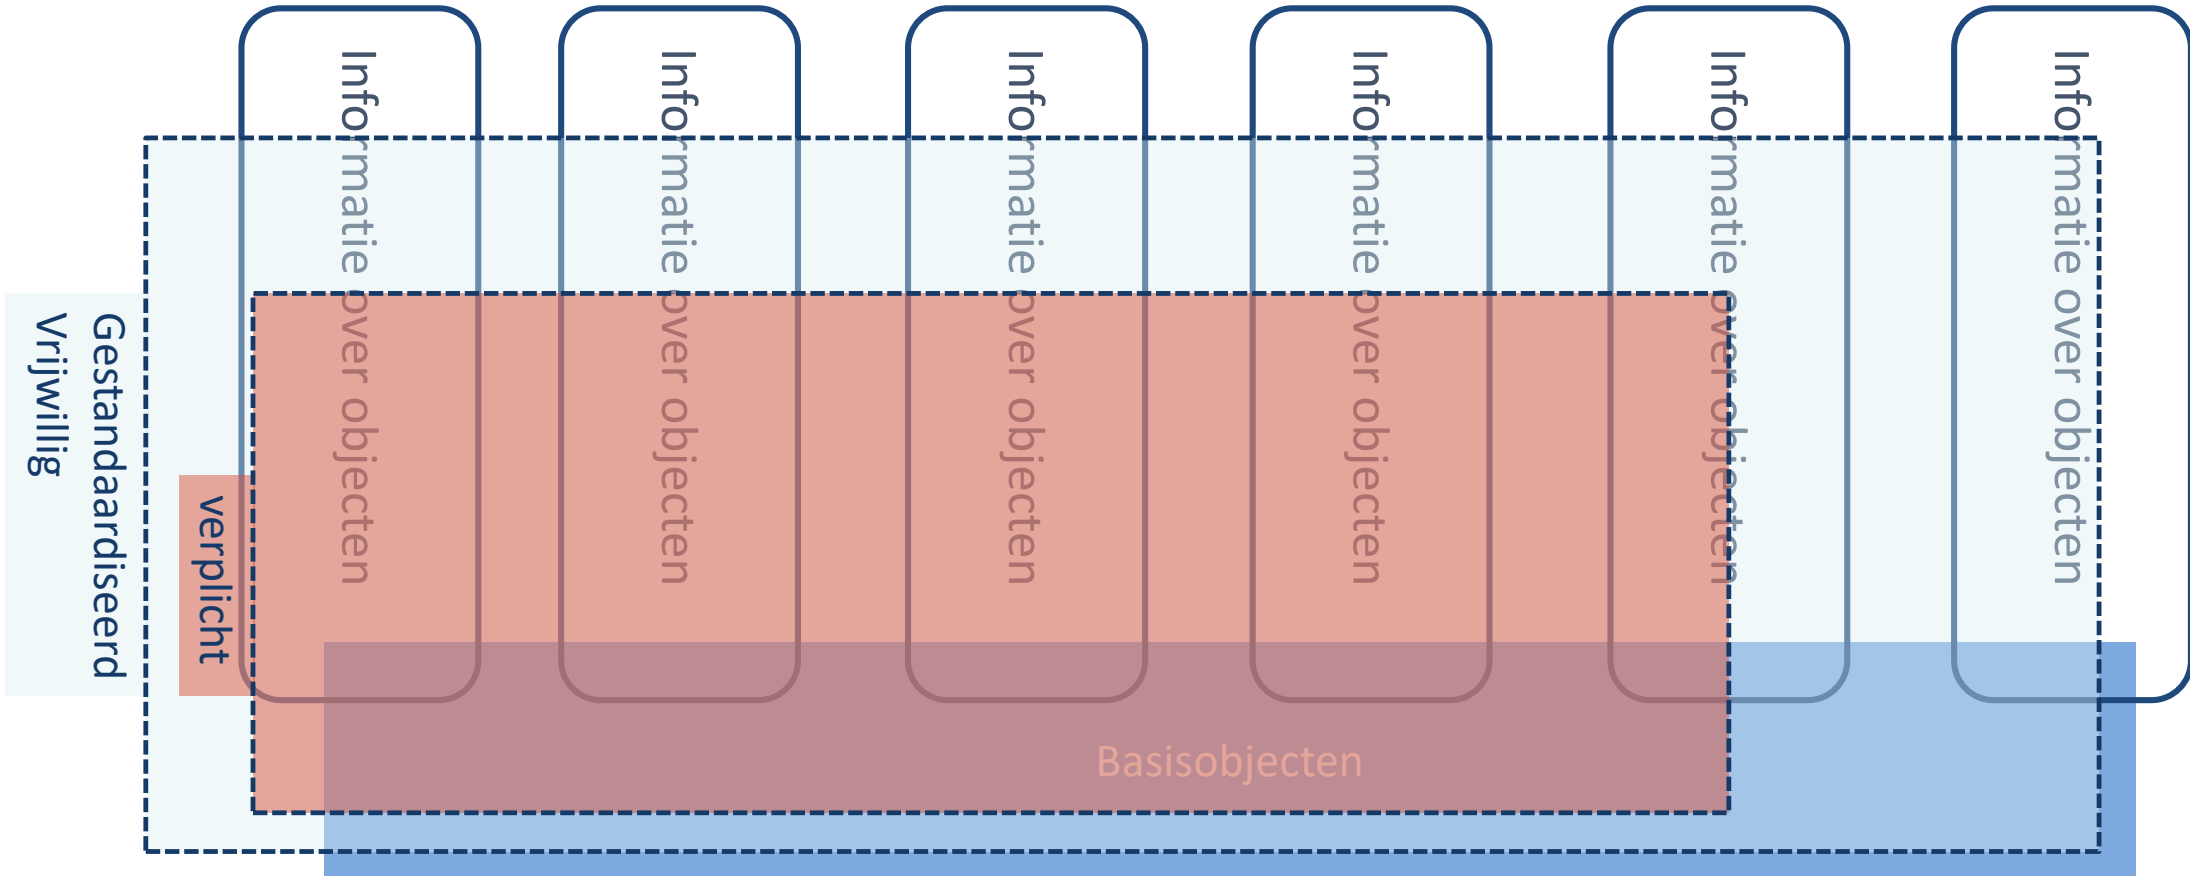 Informatie over objecten
Informatie over objecten
Informatie over objecten
Informatie over objecten
Informatie over objecten
Informatie over objecten
Gestandaardiseerd
Vrijwillig
verplicht
Basisobjecten